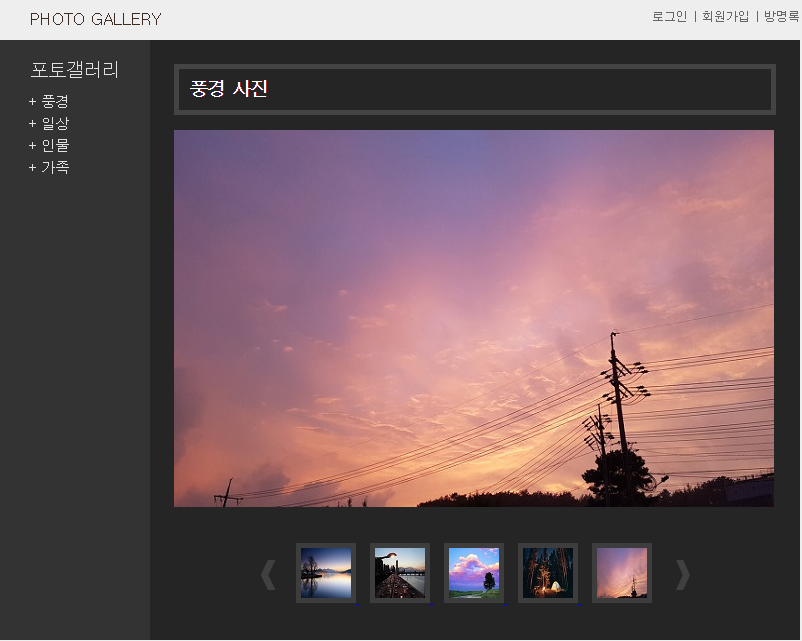 PHOTO GALLERY
로그인 | 회원가입 | 방명록
포토갤러리
+ 풍경
+ 일상
+ 인물
+ 가족
풍경 사진